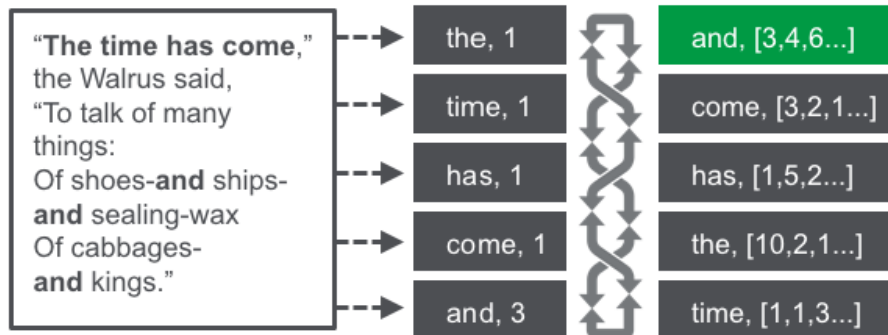 “The time has come,”
the Walrus said,
“To talk of many
things:
Of shoes-and ships-
and sealing-wax
Of cabbages-
and kings.”
the, 1
time, 1
has, 1
come, 1
and, 3
and, [3,4,6...]
come, [3,2,1...]
has, [1,5,2...]
the, [10,2,1...]
time, [1,1,3...]